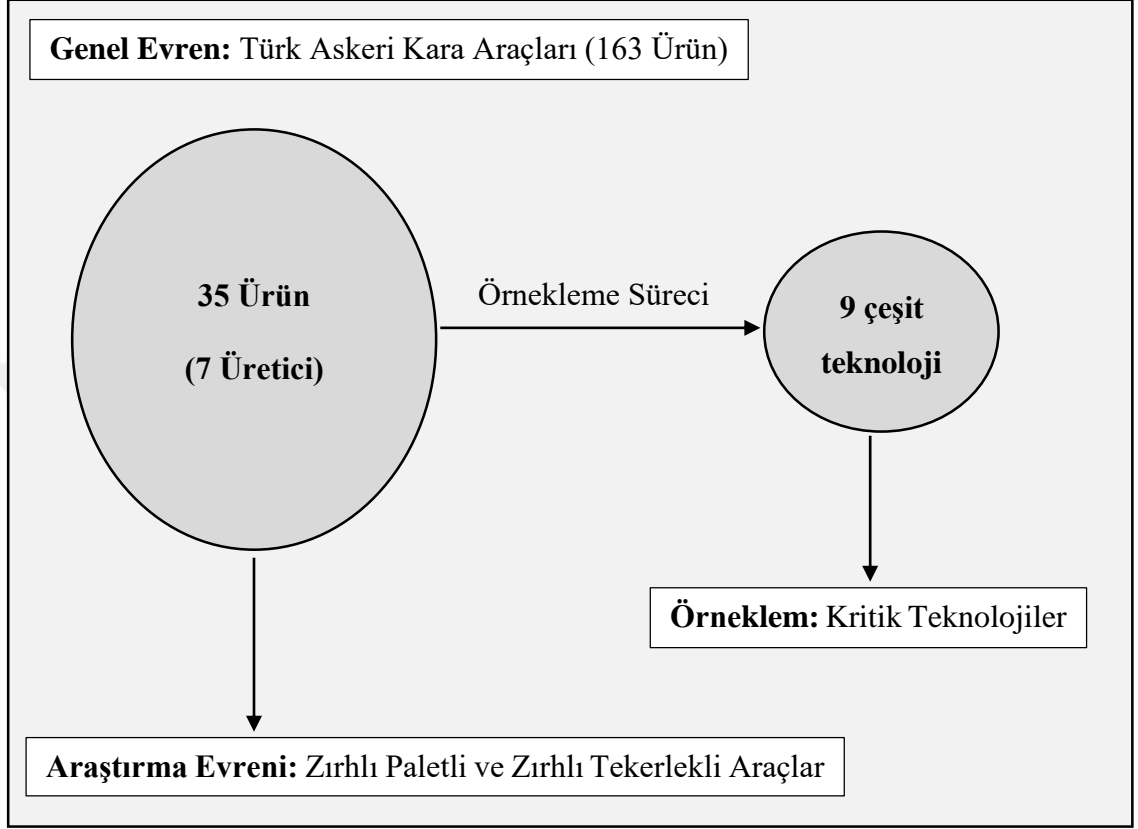 Genel Evren: Türk Askeri Kara Araçları (163 Ürün)
35 Ürün
(7 Üretici)
Örnekleme Süreci
9 çeşit
teknoloji
Örneklem: Kritik Teknolojiler
Araştırma Evreni: Zırhlı Paletli ve Zırhlı Tekerlekli Araçlar